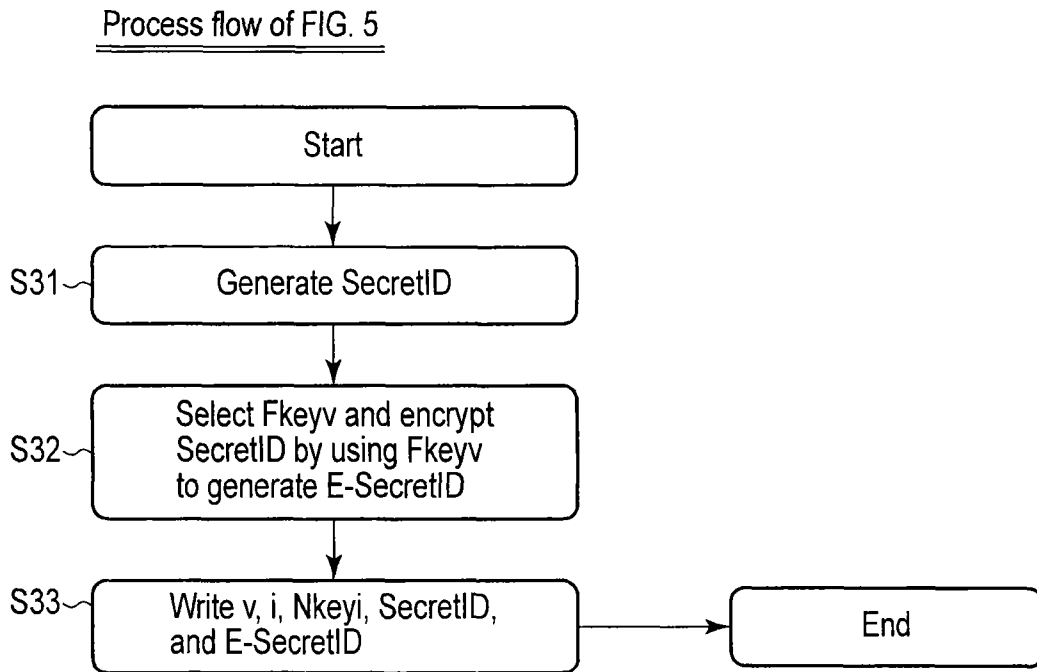 Process flow of FIG. 5
Start
S31
Generate SecretID
S32
Select Fkeyv and encrypt
SecretID by using Fkeyv
to generate E-SecretID
S33
Write v, i, Nkeyi, SecretID,
and E-SecretID
End